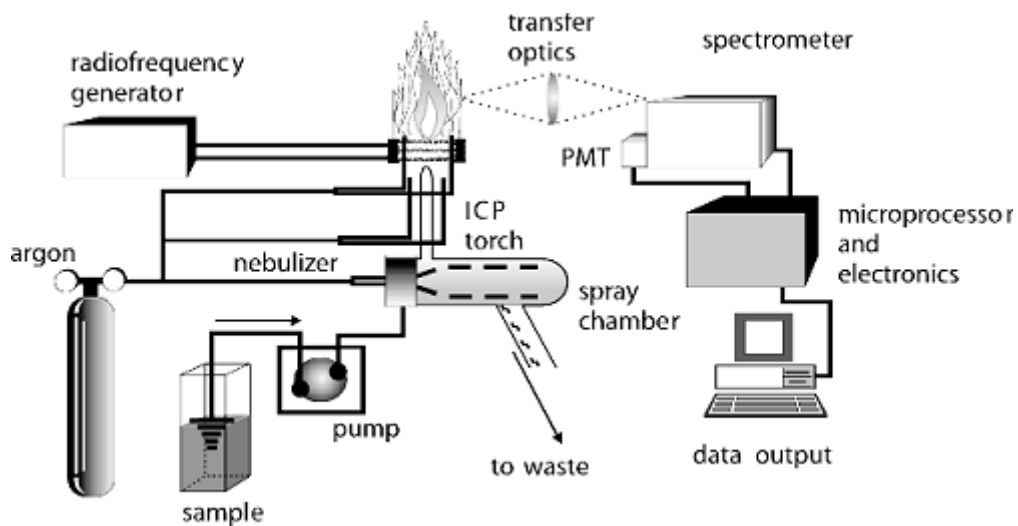 transfer
optics
spectrometer
radiofrequency
generator
PMT
ICP
torch
microprocessor
and
electronics
argon
nebulizer
spray
chamber
pump
to waste
data output
sample